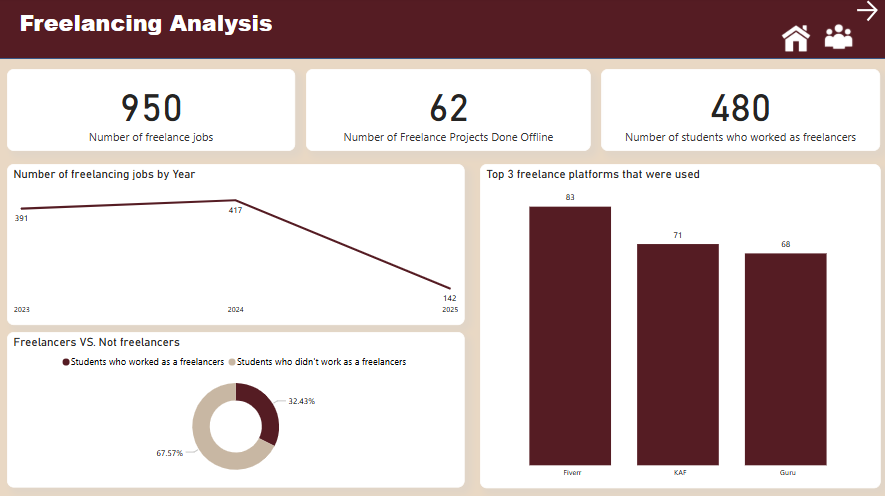 Freelancing Analysis
950
Number of freelance jobs
62
Number of Freelance Projects Done Offline
480
Number of students who worked as freelancers
Number of freelancing jobs by Year
391
417
142
2023
2024
2025
Top 3 freelance platforms that were used
83
71
68
Fiverr
KAF
Guru
Freelancers VS. Not freelancers
Students who worked as a freelancers
Students who didn't work as a freelancers
32.43%
67.57%